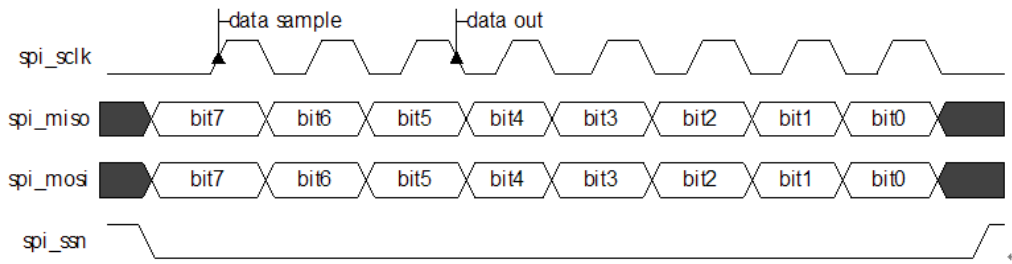 data sample data out
spi_sclk
spi_miso bit7 bit6 bit5 bit4 bit3 bit2 bit1 bit0
spi_mosi bit7 bit6 bit5 bit4 bit3 bit2 bit1 bit0
spi_ssn